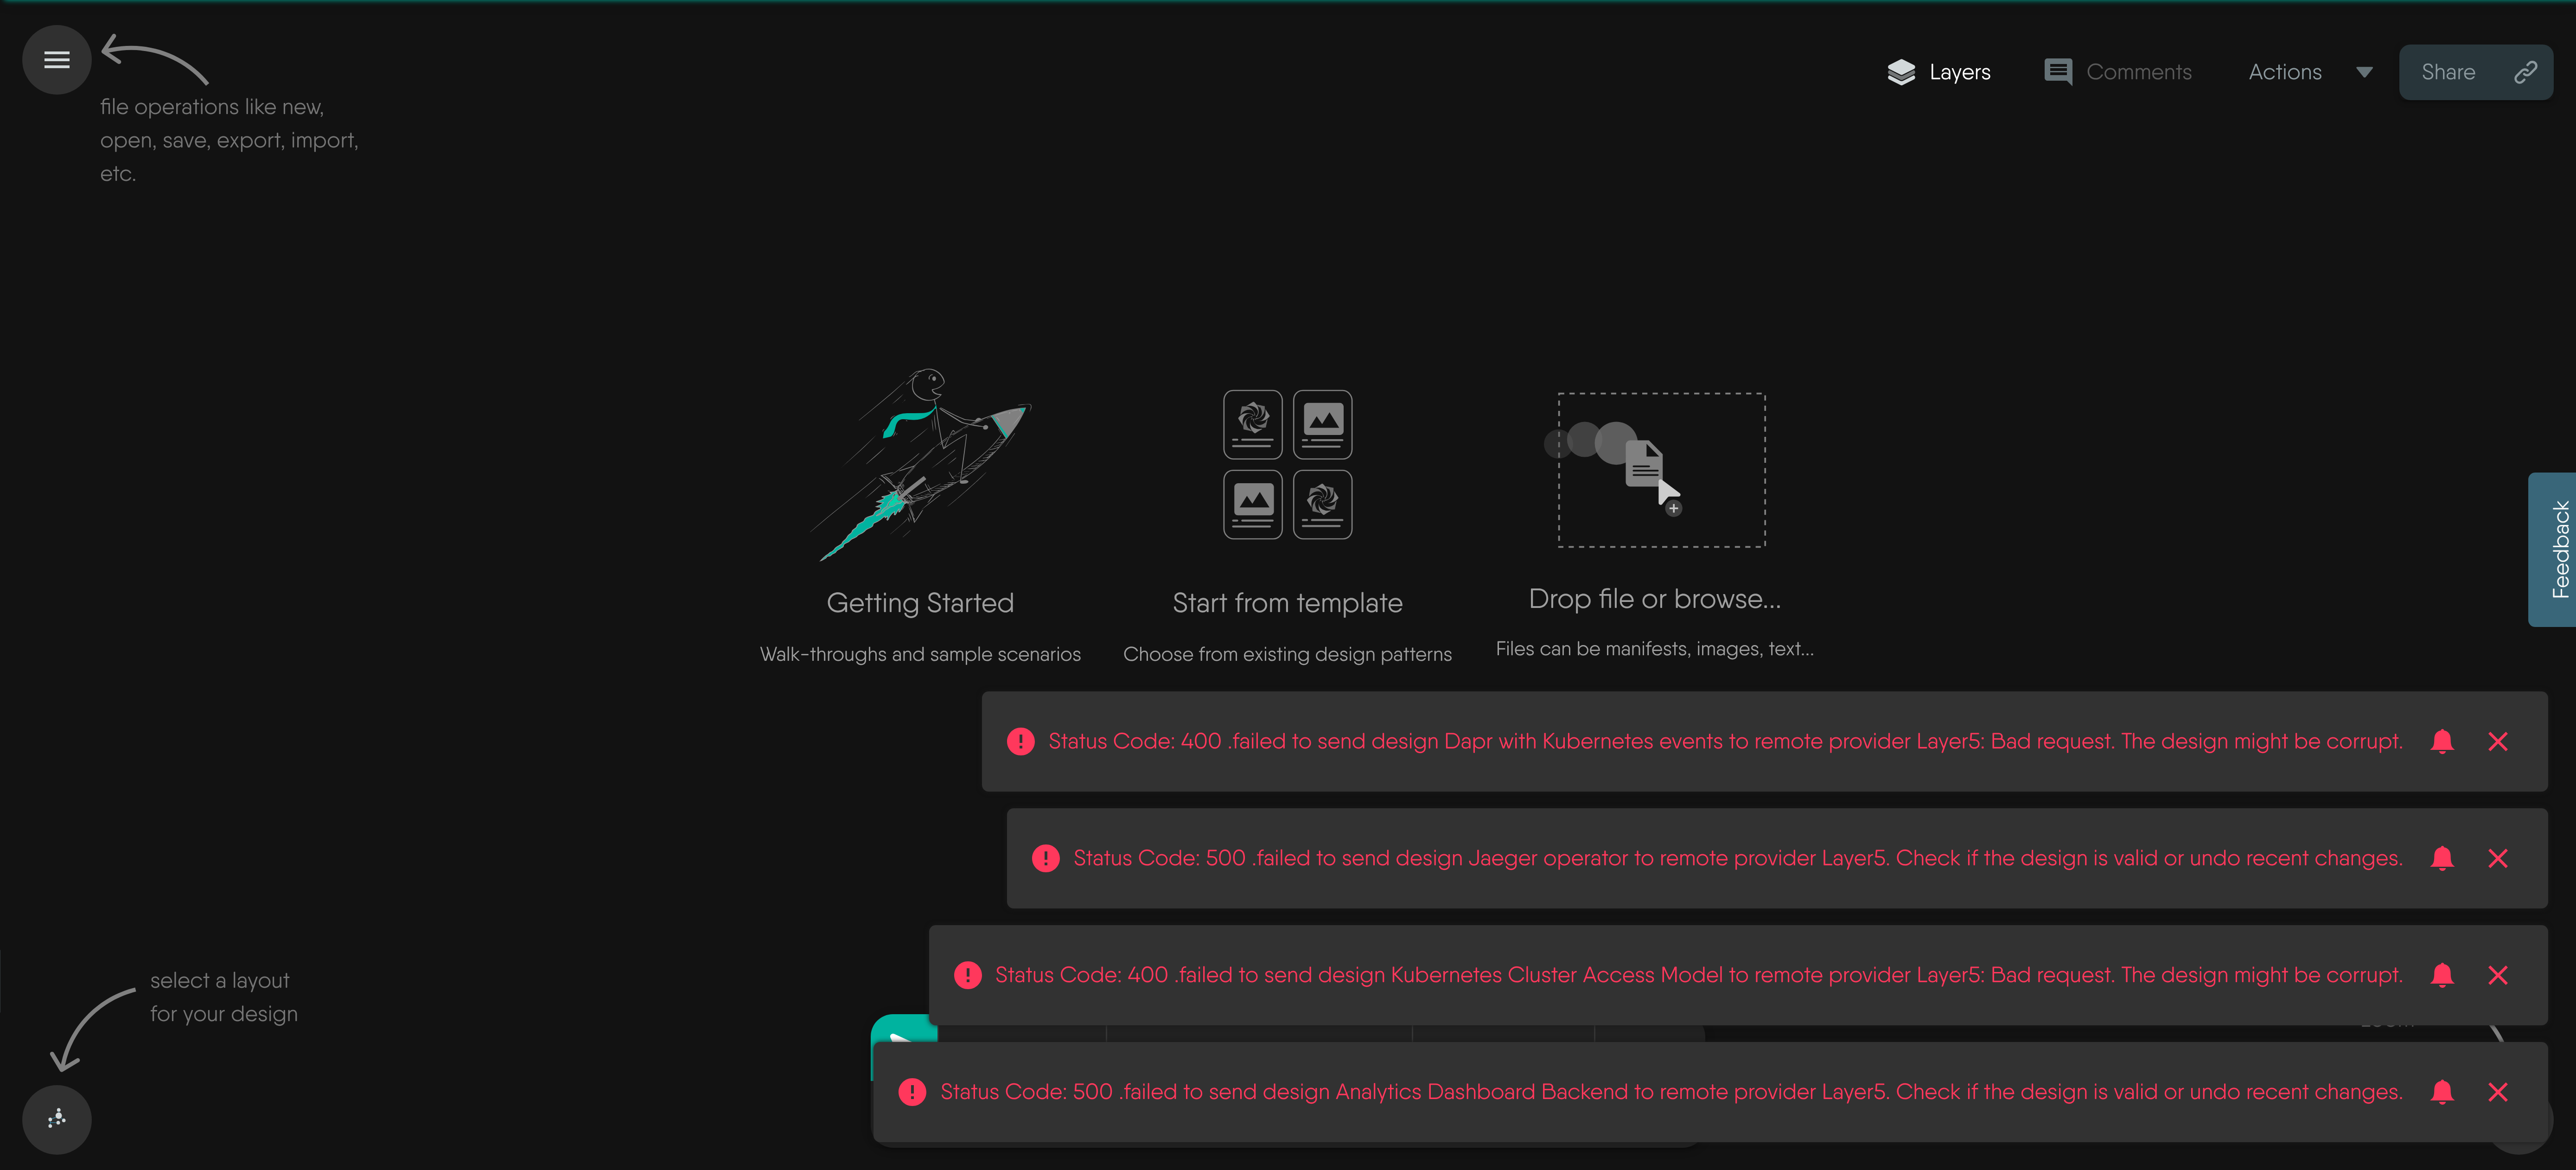 Layers
Comments
Actions
Share
file operations like new,
open, save, export, import,
etc.
Getting Started
Walk-throughs and sample scenarios
Start from template
Choose from existing design patterns
Drop file or browse...
Files can be manifests, images, text...
Feedback
Status Code: 400 .failed to send design Dapr with Kubernetes events to remote provider Layer5: Bad request. The design might be corrupt.
Status Code: 500 .failed to send design Jaeger operator to remote provider Layer5. Check if the design is valid or undo recent changes.
Status Code: 400 .failed to send design Kubernetes Cluster Access Model to remote provider Layer5: Bad request. The design might be corrupt.
Status Code: 500 .failed to send design Analytics Dashboard Backend to remote provider Layer5. Check if the design is valid or undo recent changes.
select a layout
for your design